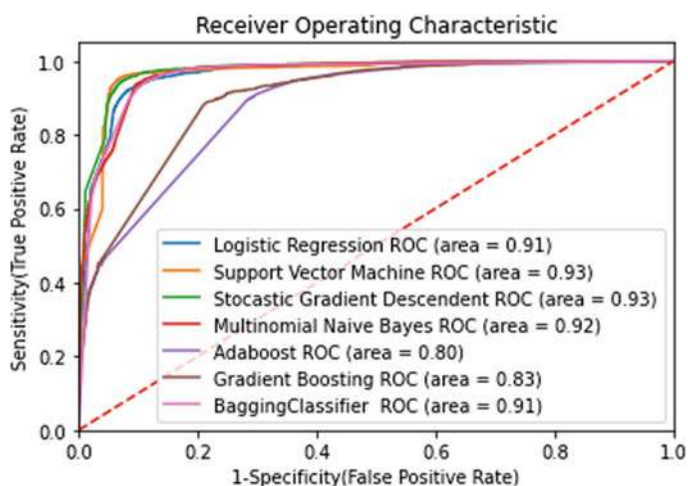 Receiver Operating Characteristic
1.0
0.8
0.6
0.4
0.2
0.0
Sensitivity(True Positive Rate)
Logistic Regression ROC (area = 0.91)
Support Vector Machine ROC (area = 0.93)
Stocastic Gradient Descendent ROC (area = 0.93)
Multinomial Naive Bayes ROC (area = 0.92)
Adaboost ROC (area = 0.80)
Gradient Boosting ROC (area = 0.83)
BaggingClassifier  ROC (area = 0.91)
0.0 0.2 0.4 0.6 0.8 1.0
1-Specificity(False Positive Rate)